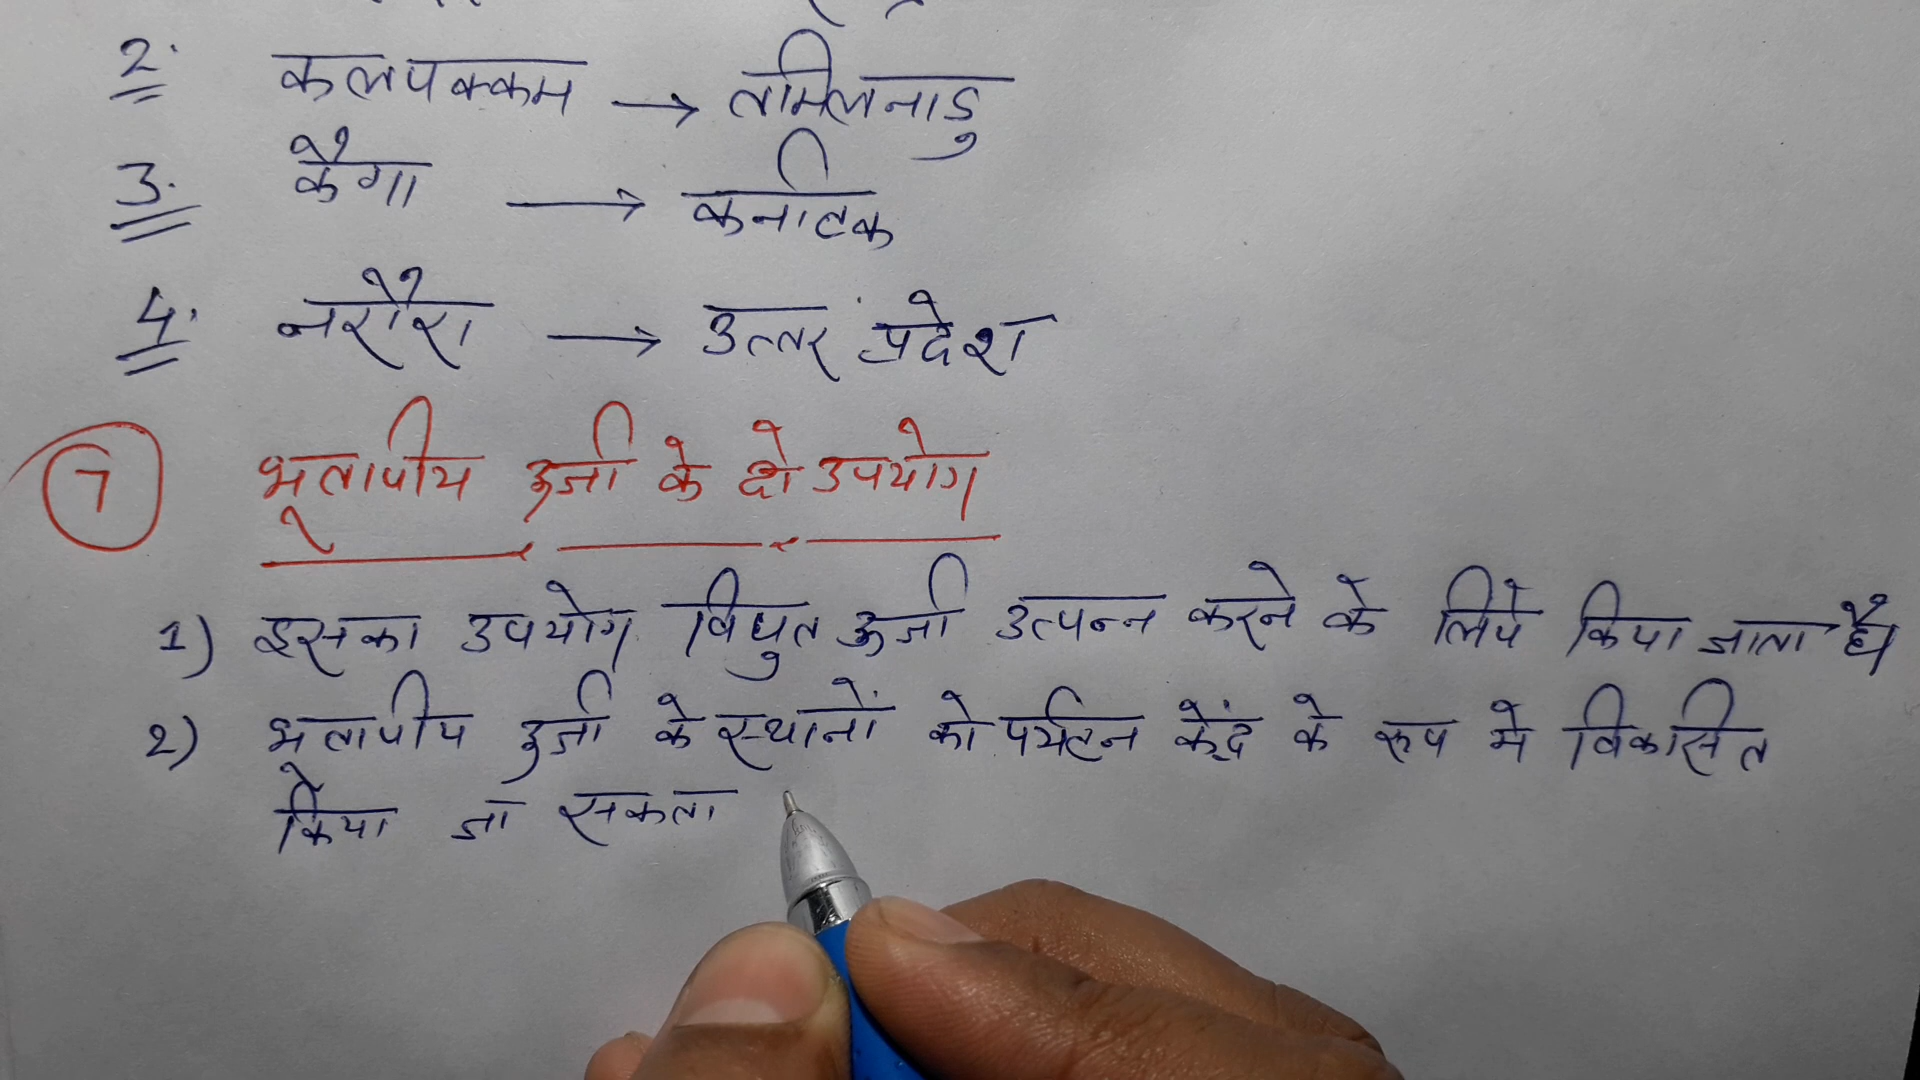 2. कलपक्कम → तमिलनाडु
3. कैगा → कर्नाटक
4. नरौरा → उत्तर प्रदेश
7 भूतापीय ऊर्जा के दो उपयोग
1) इसका उपयोग विद्युत ऊर्जा उत्पन्न करने के लिये किया जाता है
2) भूतापीय ऊर्जा के स्थानों को पर्यटन केंद्र के रूप मे विकसित
किया जा सकता